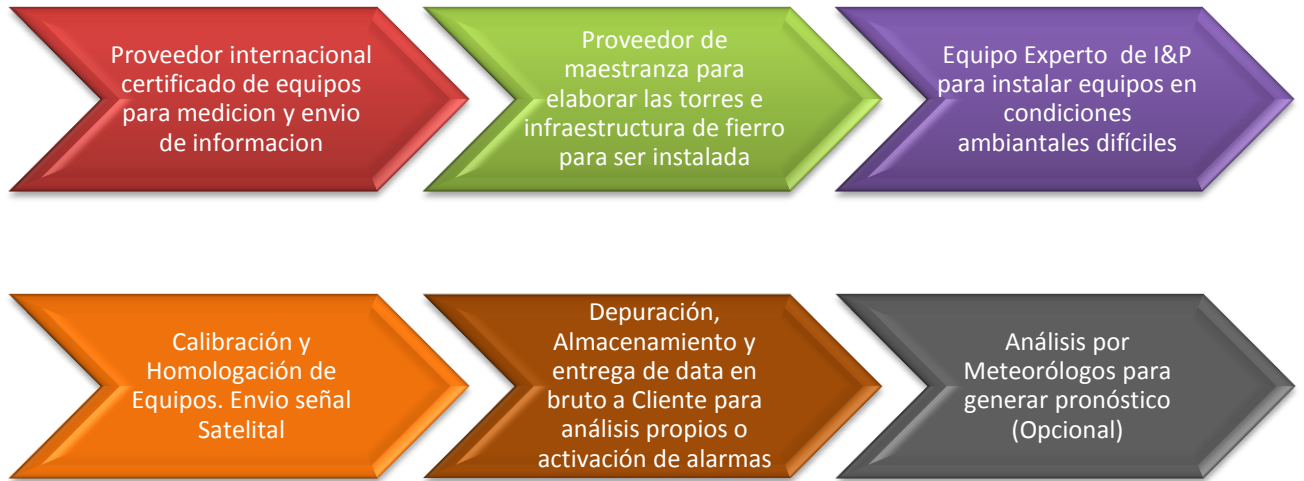 Proveedor internacional
certificado de equipos
para medicion y envio
de informacion
Proveedor de
maestranza para
elaborar las torres e
infraestructura de fierro
para ser instalada
Equipo Experto de I&P
para instalar equipos en
condiciones
ambiantales difíciles
Calibración y
Homologación de
Equipos. Envio señal
Satelital
Depuración,
Almacenamiento y
entrega de data en
bruto a Cliente para
análisis propios o
activación de alarmas
Análisis por
Meteorólogos para
generar pronóstico
(Opcional)